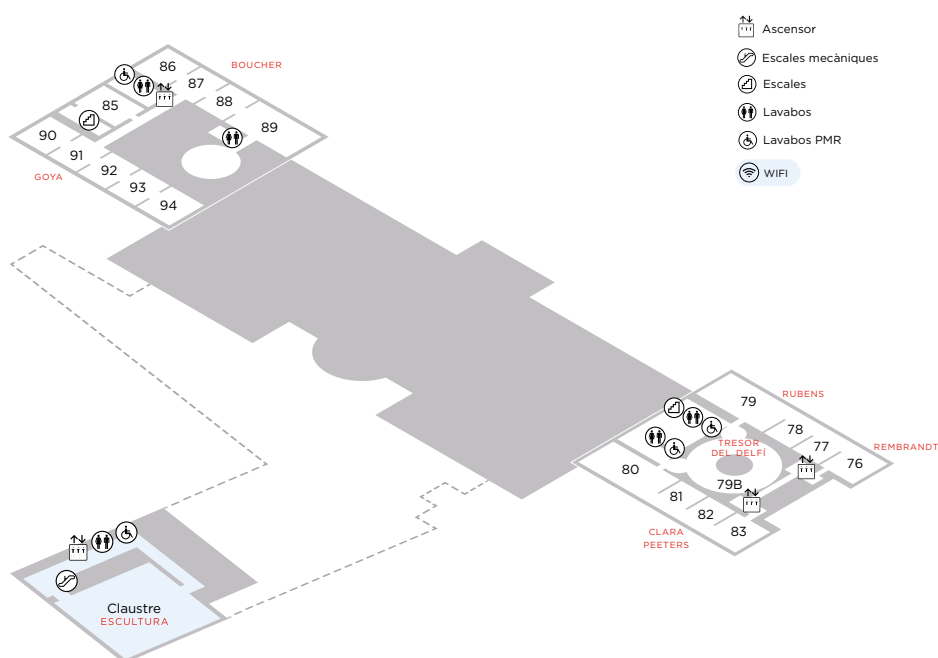 Ascensor
Escales mecàniques
Escales
Lavabos
Lavabos PMR
WIFI
BOUCHER
86
87
88
89
85
90
91
92
93
94
GOYA
RUBENS
79
78
77
76
REMBRANDT
TRESOR
DEL DELFÍ
79B
80
81
82
83
CLARA
PEETERS
Claustre
ESCULTURA